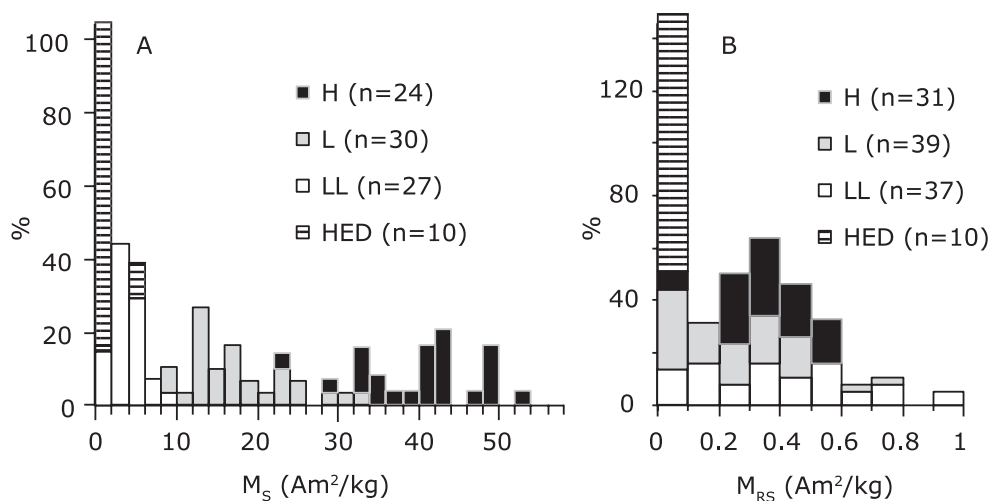 A
%
100
80
60
40
20
0
H (n=24)
L (n=30)
LL (n=27)
HED (n=10)
0 10 20 30 40 50
M_S (Am²/kg)
B
%
120
80
40
0
H (n=31)
L (n=39)
LL (n=37)
HED (n=10)
0 0.2 0.4 0.6 0.8 1
M_RS (Am²/kg)